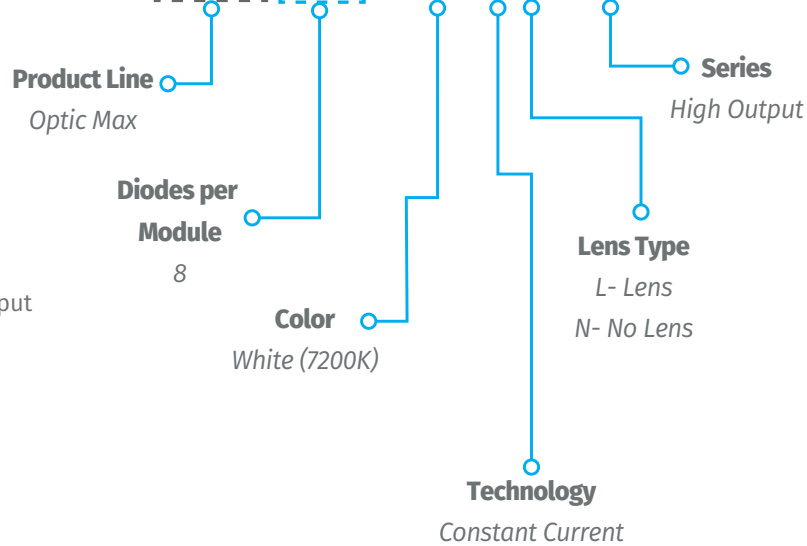 Product Line
Optic Max
Series
High Output
Diodes per
Module
8
Lens Type
L- Lens
N- No Lens
Color
White (7200K)
Technology
Constant Current